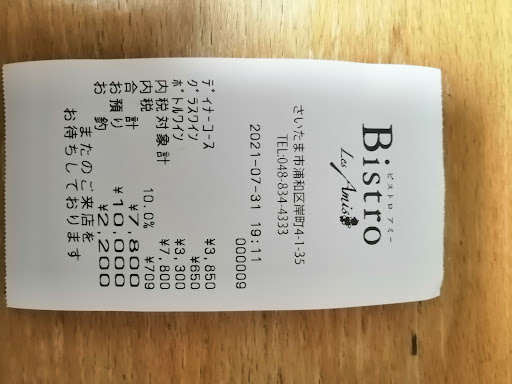 ビストロ アミー
Bistro
Les Amis
さいたま市浦和区岸町4-1-35
TEL:048-834-4333
2021-07-31 19:11
000009
ディナーコース ¥3,850
グラスワイン ¥650
ボトルワイン ¥3,300
内税対象計 ¥7,800
内税 10.0% ¥709
合 計 ¥7,800
お預り ¥10,000
お 釣 ¥2,200
またのご来店を
お待ちしております